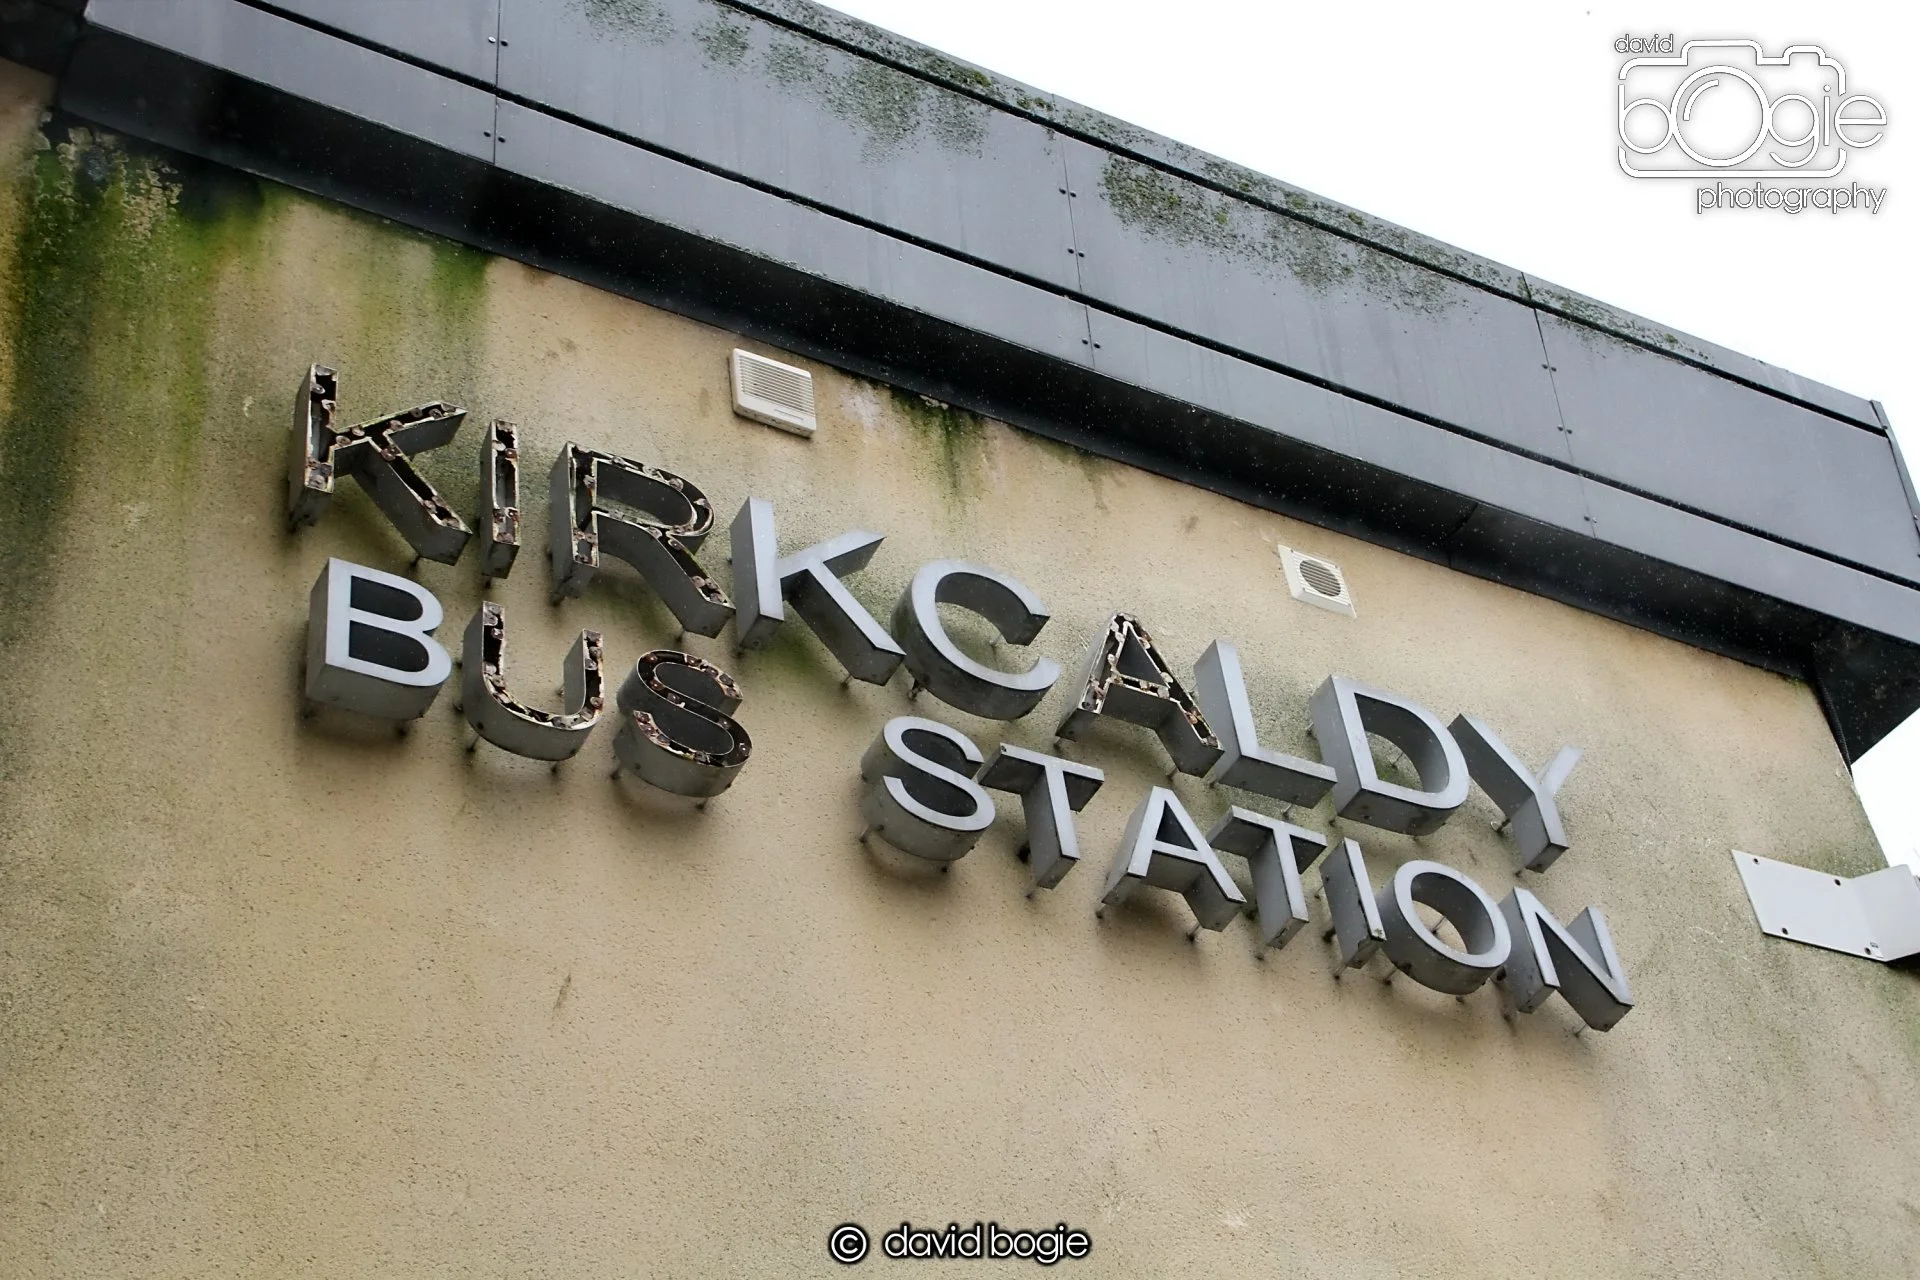 david
bogie
photography
KIRKCALDY
BUS STATION
© david bogie